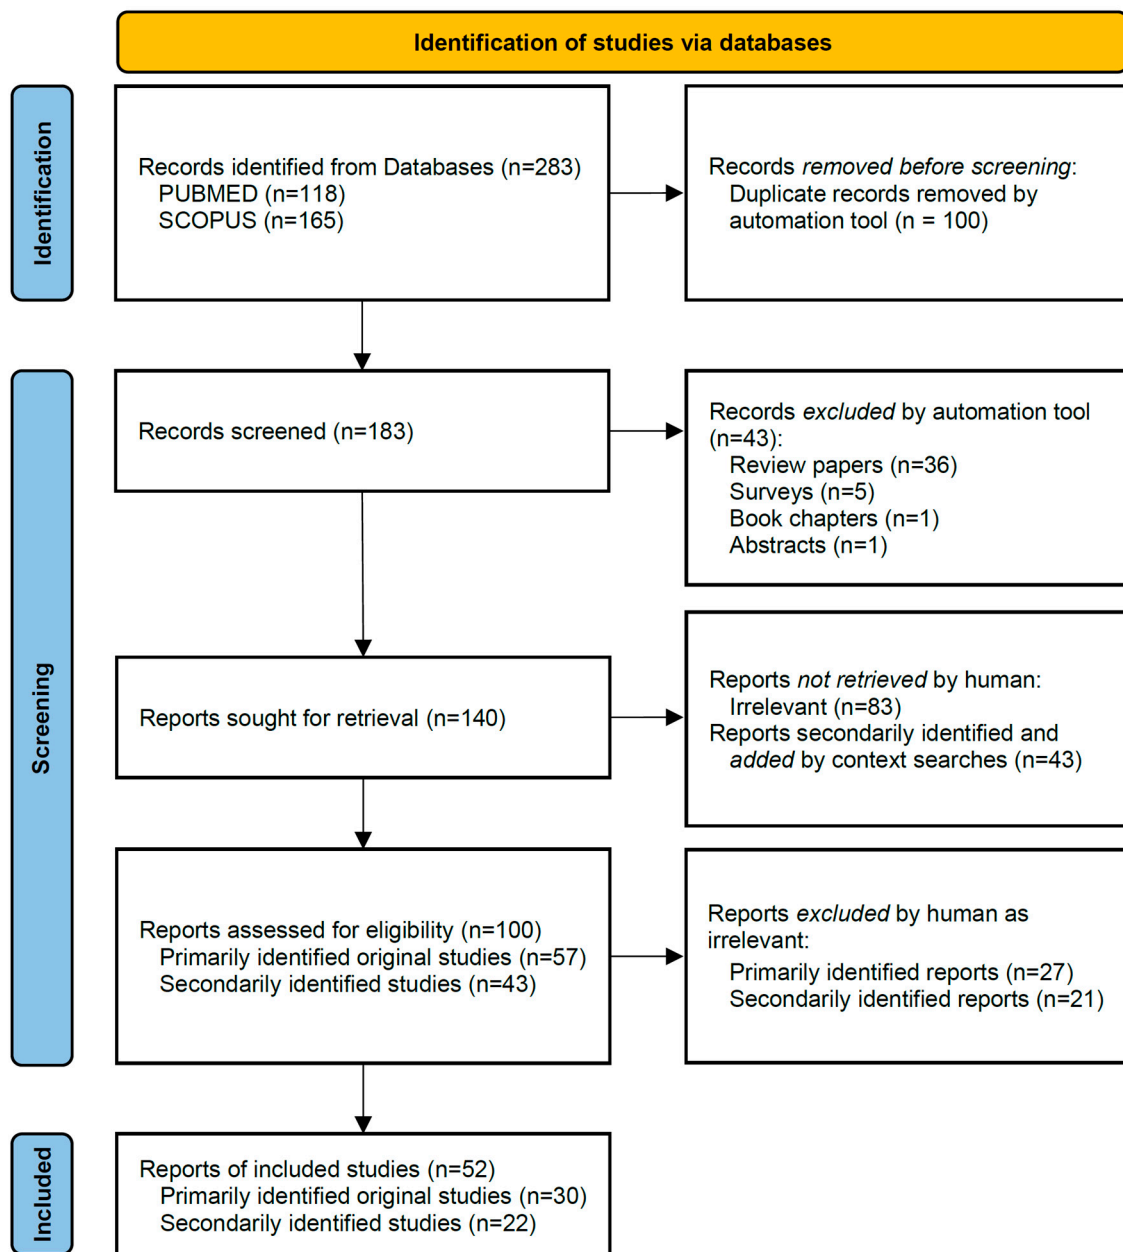 Identification of studies via databases
Identification
Records identified from Databases (n=283)
PUBMED (n=118)
SCOPUS (n=165)
Records removed before screening:
Duplicate records removed by
automation tool (n = 100)
Screening
Records screened (n=183)
Records excluded by automation tool
(n=43):
Review papers (n=36)
Surveys (n=5)
Book chapters (n=1)
Abstracts (n=1)
Reports sought for retrieval (n=140)
Reports not retrieved by human:
Irrelevant (n=83)
Reports secondarily identified and
added by context searches (n=43)
Reports assessed for eligibility (n=100)
Primarily identified original studies (n=57)
Secondarily identified studies (n=43)
Reports excluded by human as
irrelevant:
Primarily identified reports (n=27)
Secondarily identified reports (n=21)
Included
Reports of included studies (n=52)
Primarily identified original studies (n=30)
Secondarily identified studies (n=22)